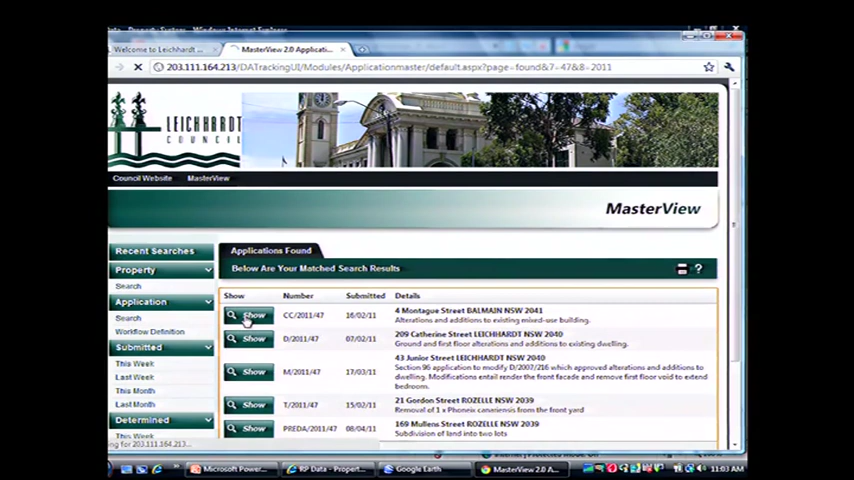 Welcome to Leichhardt ...
MasterView 2.0 Applicati...
203.111.164.213/DATrackingUI/Modules/Applicationmaster/default.aspx?page=found&7=47&8=2011
LEICHHARDT
COUNCIL
Council Website MasterView
MasterView
Recent Searches
Property
Search
Application
Search
Workflow Definition
Submitted
This Week
Last Week
This Month
Last Month
Determined
This Week
Applications Found
Below Are Your Matched Search Results
?
Show Number Submitted Details
Show CC/2011/47 16/02/11 4 Montague Street BALMAIN NSW 2041
Alterations and additions to existing mixed-use building.
Show D/2011/47 07/02/11 209 Catherine Street LEICHHARDT NSW 2040
Ground and first floor alterations and additions to existing dwelling.
Show M/2011/47 17/03/11 43 Junior Street LEICHHARDT NSW 2040
Section 96 application to modify D/2007/216 which approved alterations and additions to
dwelling. Modifications entail render the front facade and remove first floor void to extend
bedroom.
Show T/2011/47 15/02/11 21 Gordon Street ROZELLE NSW 2039
Removal of 1 x Phoneix canariensis from the front yard
Show PREDA/2011/47 08/04/11 169 Mullens Street ROZELLE NSW 2039
Subdivision of land into two lots
ng for 203.111.164.213...
Microsoft Power... RP Data - Propert... Google Earth MasterView 2.0 A... 11:03 AM